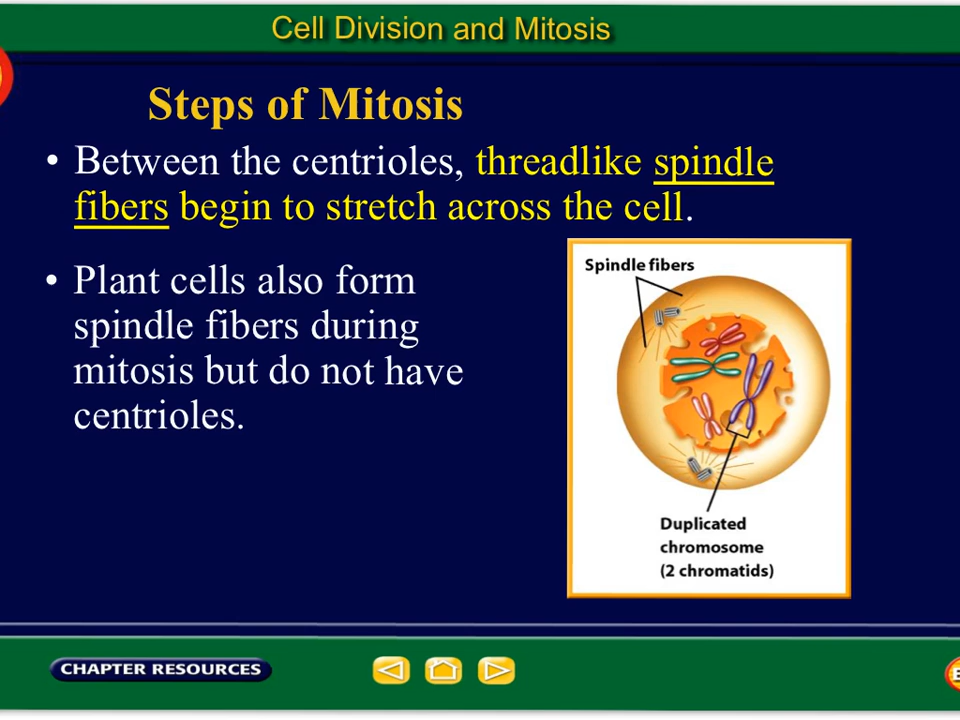 Cell Division and Mitosis
Steps of Mitosis
• Between the centrioles, threadlike spindle
fibers begin to stretch across the cell.
• Plant cells also form
spindle fibers during
mitosis but do not have
centrioles.
Spindle fibers
Duplicated
chromosome
(2 chromatids)
CHAPTER RESOURCES